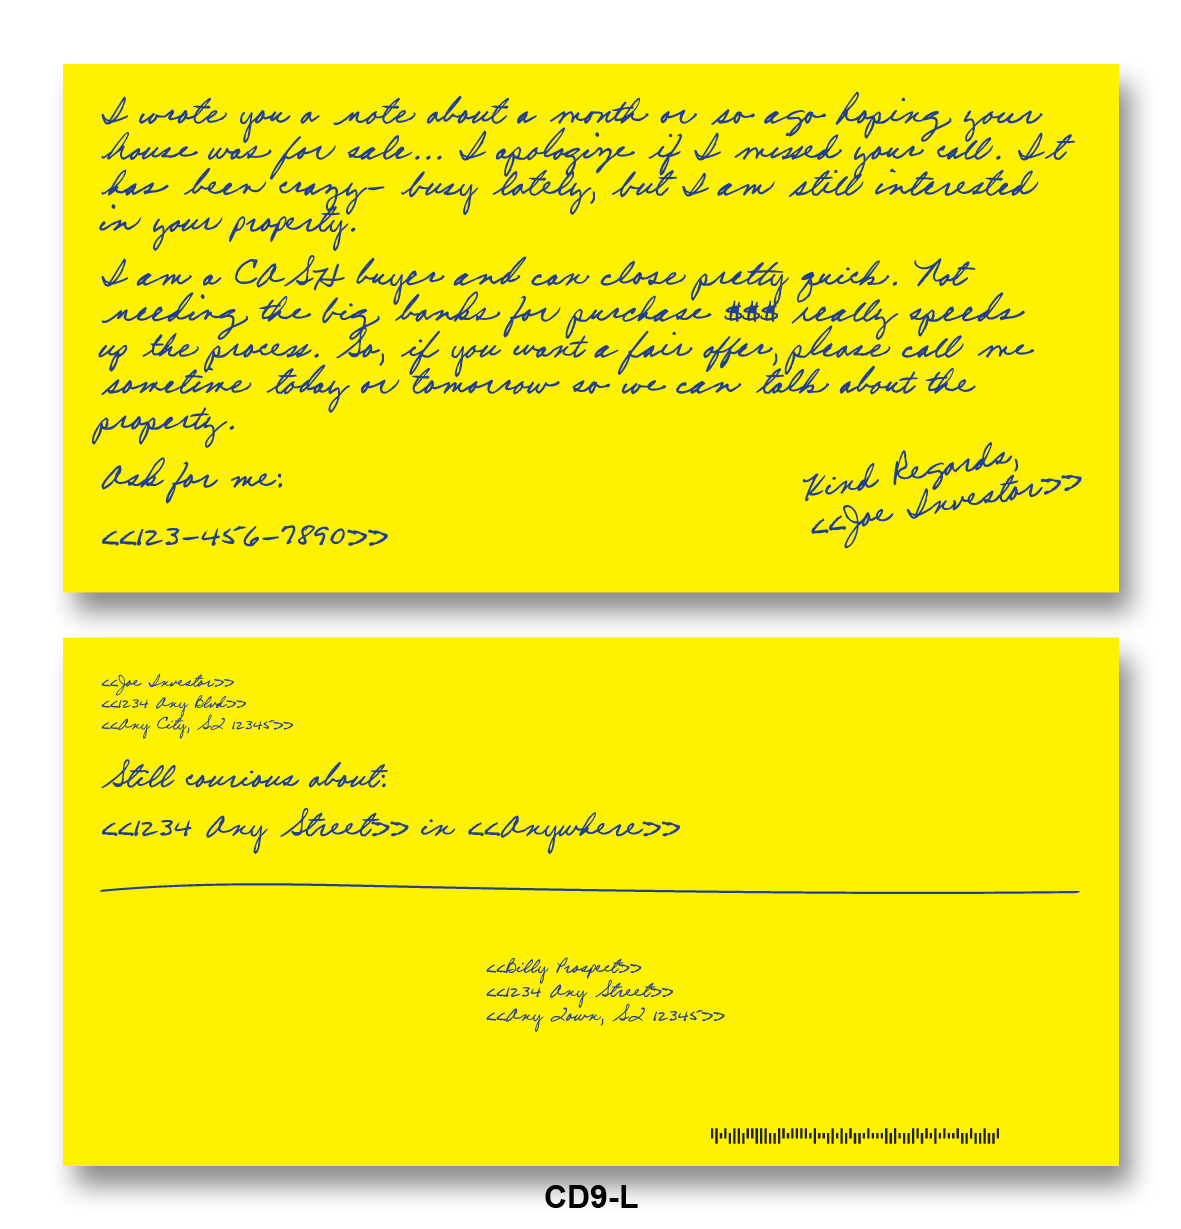 I wrote you a note about a month or so ago hoping your
house was for sale... I apologize if I missed your call. It
has been crazy- busy lately, but I am still interested
in your property.
I am a CASH buyer and can close pretty quick. Not
needing the big banks for purchase $$$ really speeds
up the process. So, if you want a fair offer, please call me
sometime today or tomorrow so we can talk about the
property.
Ask for me:
<<123-456-7890>>
Kind Regards,
<<Joe Investor>>
<<Joe Investor>>
<<1234 Any Blvd>>
<<Any City, ST 12345>>
Still courious about:
<<1234 Any Street>> in <<Anywhere>>
<<Billy Prospect>>
<<1234 Any Street>>
<<Any Town, ST 12345>>
CD9-L